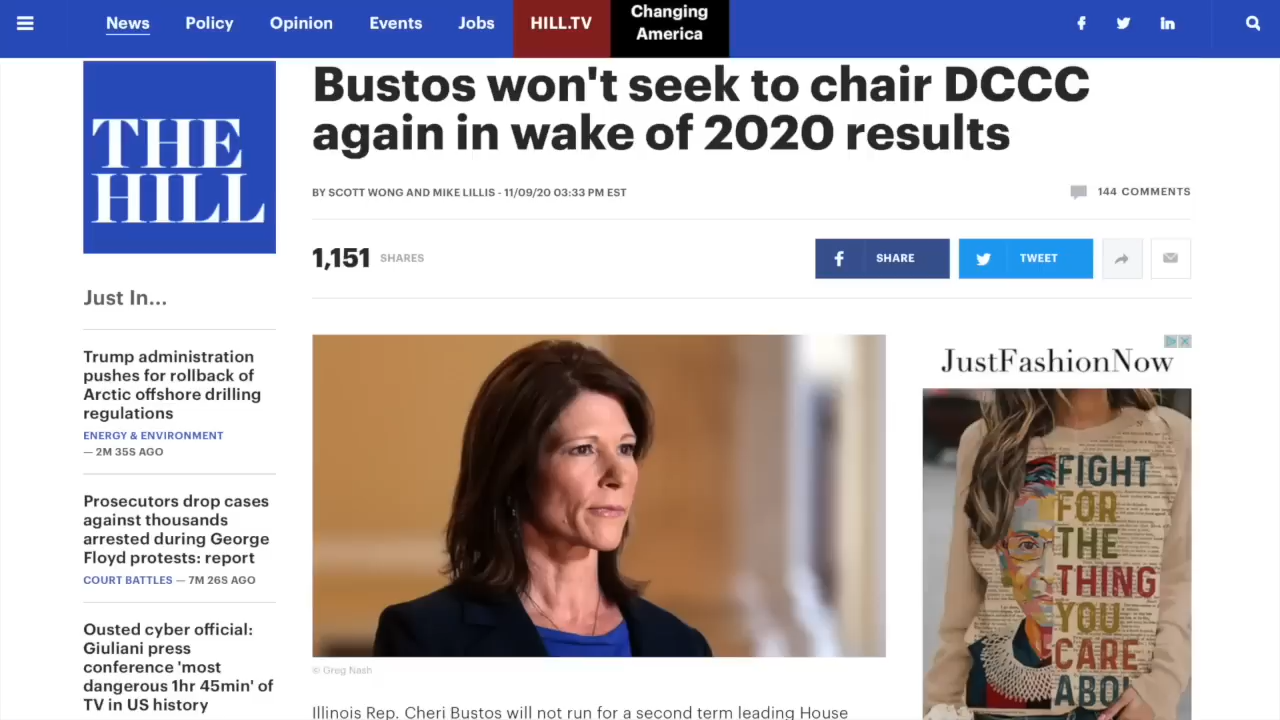 News
Policy
Opinion
Events
Jobs
HILL.TV
Changing
America
Bustos won't seek to chair DCCC
again in wake of 2020 results
THE
HILL
BY SCOTT WONG AND MIKE LILLIS - 11/09/20 03:33 PM EST
144 COMMENTS
1,151 SHARES
SHARE
TWEET
Just In...
Trump administration
pushes for rollback of
Arctic offshore drilling
regulations
ENERGY & ENVIRONMENT
— 2M 35S AGO
Prosecutors drop cases
against thousands
arrested during George
Floyd protests: report
COURT BATTLES — 7M 26S AGO
Ousted cyber official:
Giuliani press
conference 'most
dangerous 1hr 45min' of
TV in US history
© Greg Nash
Illinois Rep. Cheri Bustos will not run for a second term leading House
JustFashionNow
FIGHT
FOR
THE
THING
YOU
CARE
ABOU